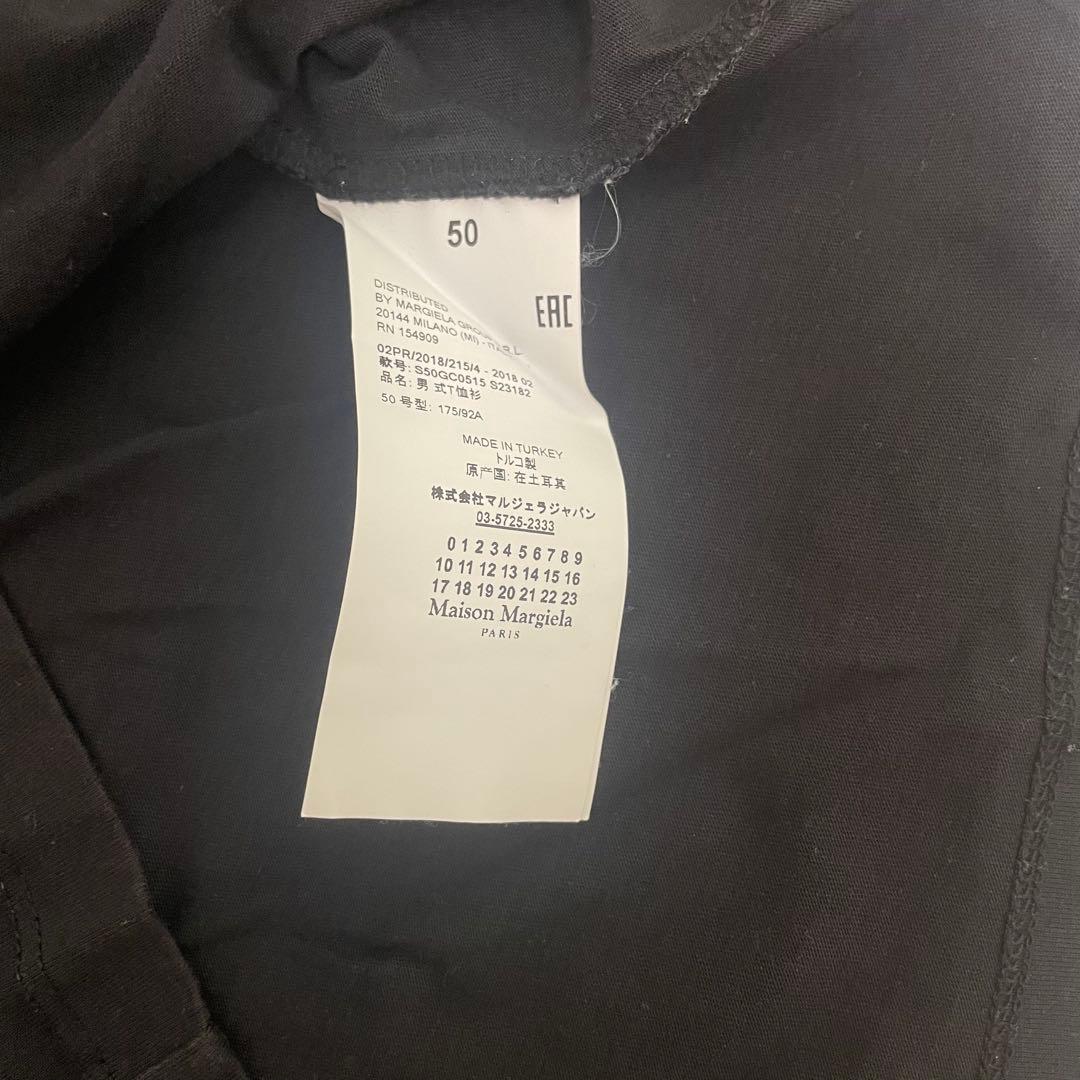 50
EAC
DISTRIBUTED
BY MARGIELA
20144 MILANO (MI) -
RN 154909
02PR/2018/215/4 - 2018 02
款号: S50GC0515 S23182
品名: 男 式T恤衫
50 号型: 175/92A
MADE IN TURKEY
トルコ製
原产国: 在土耳其
株式会社マルジェラジャパン
03-5725-2333
0 1 2 3 4 5 6 7 8 9
10 11 12 13 14 15 16
17 18 19 20 21 22 23
Maison Margiela
PARIS